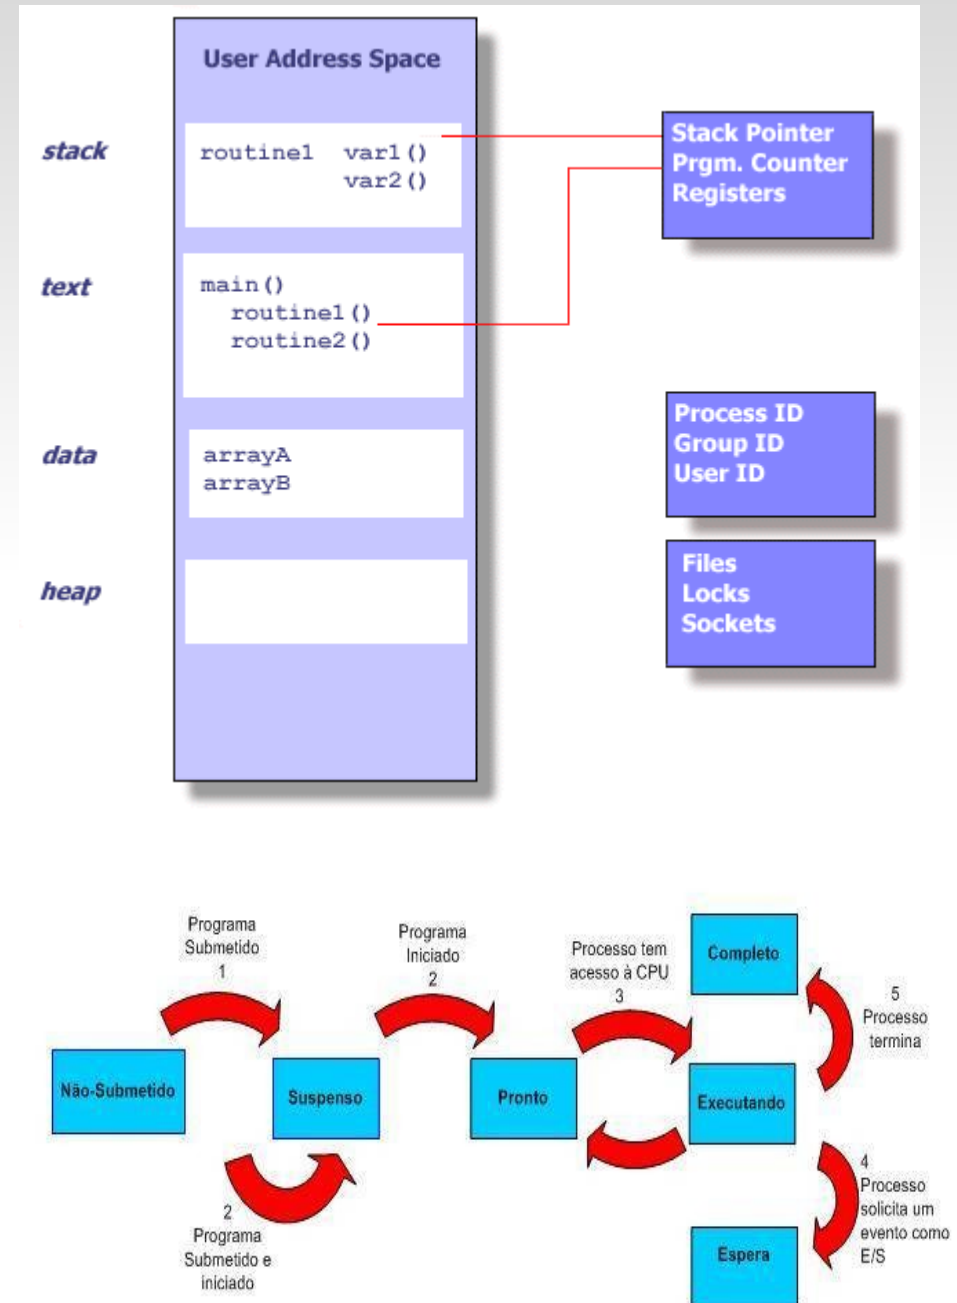 User Address Space
stack
routine1 var1()
var2()
Stack Pointer
Prgm. Counter
Registers
text
main()
routine1()
routine2()
data
arrayA
arrayB
Process ID
Group ID
User ID
heap
Files
Locks
Sockets
Programa
Submetido
1
Programa
Iniciado
2
Processo tem
acesso à CPU
3
Completo
5
Processo
termina
Não-Submetido
Suspenso
Pronto
Executando
2
Programa
Submetido e
iniciado
4
Processo
solicita um
evento como
E/S
Espera